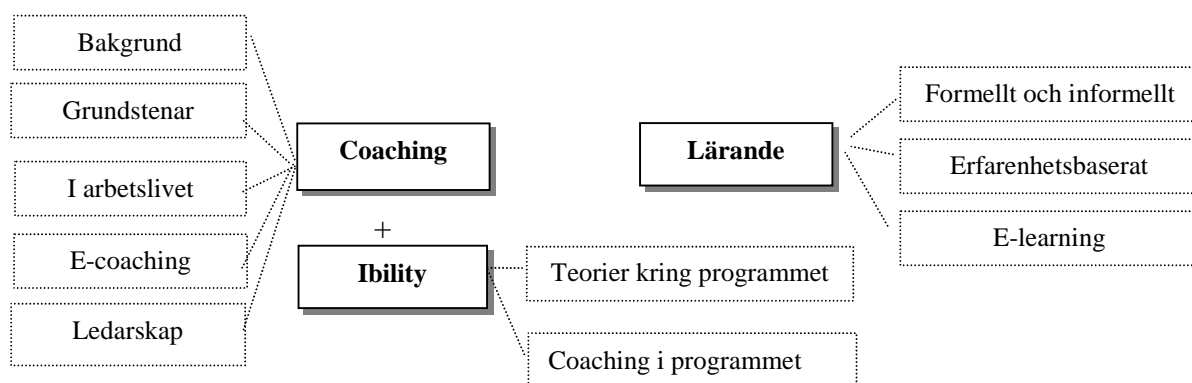 Bakgrund
Grundstenar
I arbetslivet
E-coaching
Ledarskap
Coaching
+
Ibility
Teorier kring programmet
Coaching i programmet
Lärande
Formellt och informellt
Erfarenhetsbaserat
E-learning